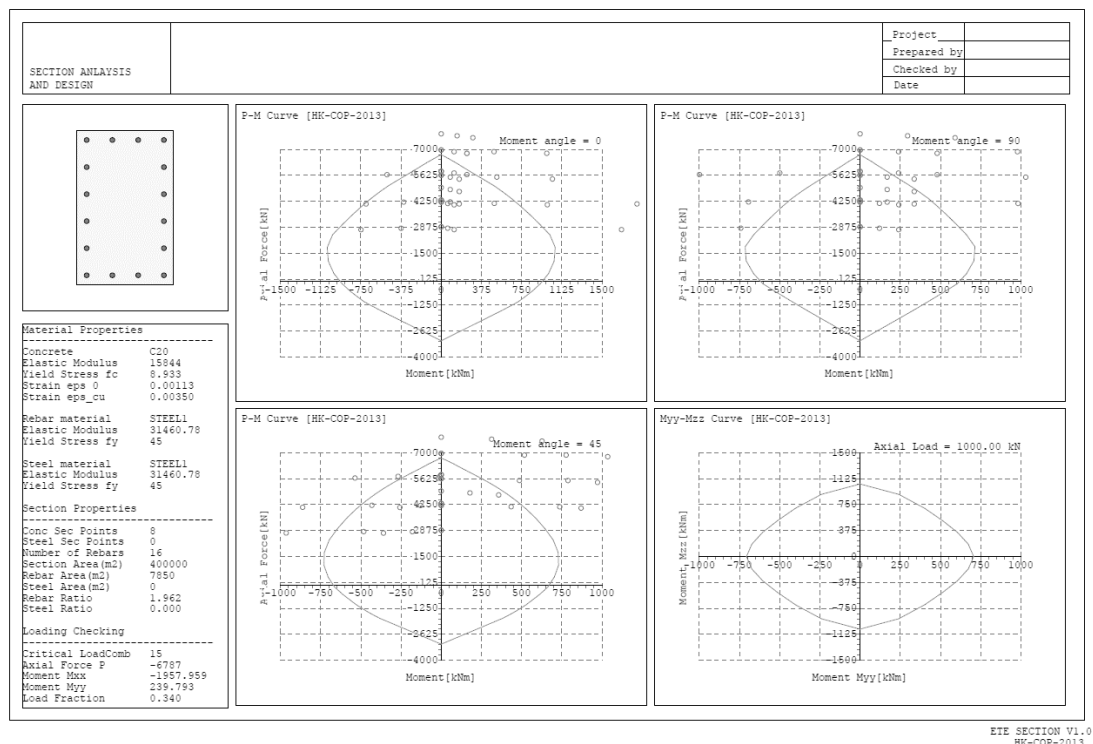 SECTION ANLAYSIS
AND DESIGN
Project
Prepared by
Checked by
Date
P-M Curve [HK-COP-2013]
Moment angle = 0
7000
5625
4250
2875
1500
125
-1500 -1125 -750 -375 0 375 750 1125 1500
-1250
-2625
-4000
Force[kN]
Moment[kNm]
P-M Curve [HK-COP-2013]
Moment angle = 90
7000
5625
4250
2875
1500
125
-1000 -750 -500 -250 0 250 500 750 1000
-1250
-2625
-4000
Force[kN]
Moment[kNm]
Material Properties
Concrete C20
Elastic Modulus 15844
Yield Stress fc 8.933
Strain eps 0 0.00113
Strain eps_cu 0.00350
Rebar material STEEL1
Elastic Modulus 31460.78
Yield Stress fy 45
Steel material STEEL1
Elastic Modulus 31460.78
Yield Stress fy 45
Section Properties
Conc Sec Points 8
Steel Sec Points 0
Number of Rebars 16
Section Area(m2) 400000
Rebar Area(m2) 7850
Steel Area(m2) 0
Rebar Ratio 1.962
Steel Ratio 0.000
Loading Checking
Critical LoadComb 15
Axial Force P -6787
Moment Mxx -1957.959
Moment Myy 239.793
Load Fraction 0.340
P-M Curve [HK-COP-2013]
Moment angle = 45
7000
5625
4250
2875
1500
125
-1000 -750 -500 -250 0 250 500 750 1000
-1250
-2625
-4000
Force[kN]
Moment[kNm]
Myy-Mzz Curve [HK-COP-2013]
Axial Load = 1000.00 kN
1500
1125
750
375
0
-1000 -750 -500 -250 0 250 500 750 1000
-375
-750
-1125
-1500
Moment Mzz[kNm]
Moment Myy[kNm]
ETE SECTION V1.0
HK-COP-2013